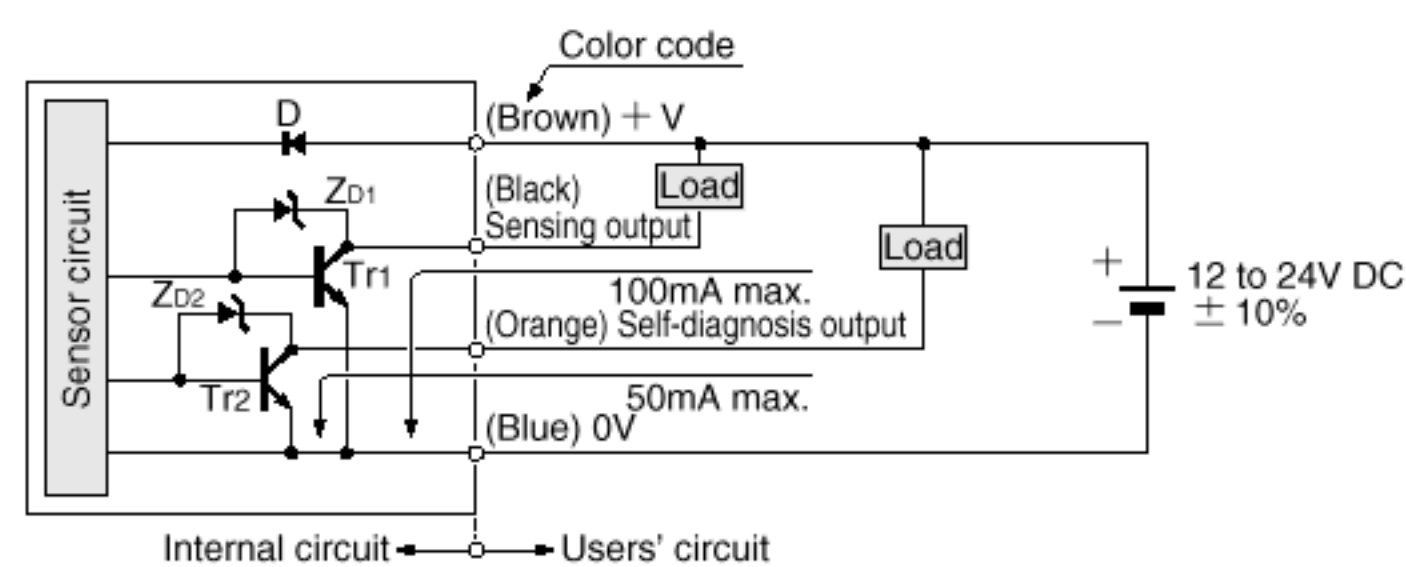 Color code
D
(Brown) + V
ZD1
(Black)
Sensing output
Load
Load
Sensor circuit
Tr1
ZD2
100mA max.
+
12 to 24V DC
−
± 10%
(Orange) Self-diagnosis output
Tr2
50mA max.
(Blue) 0V
Internal circuit
Users' circuit